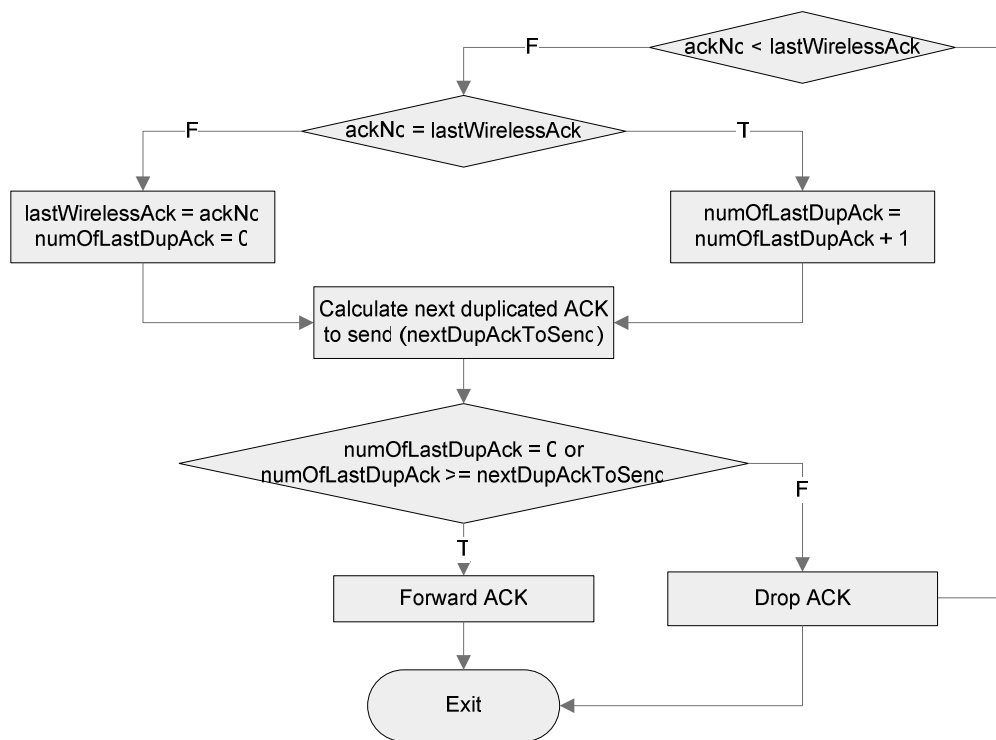 ackNo < lastWirelessAck
F
ackNo = lastWirelessAck
F
T
lastWirelessAck = ackNo
numOfLastDupAck = 0
numOfLastDupAck =
numOfLastDupAck + 1
Calculate next duplicated ACK
to send (nextDupAckToSend)
numOfLastDupAck = 0 or
numOfLastDupAck >= nextDupAckToSend
F
T
Forward ACK
Drop ACK
Exit